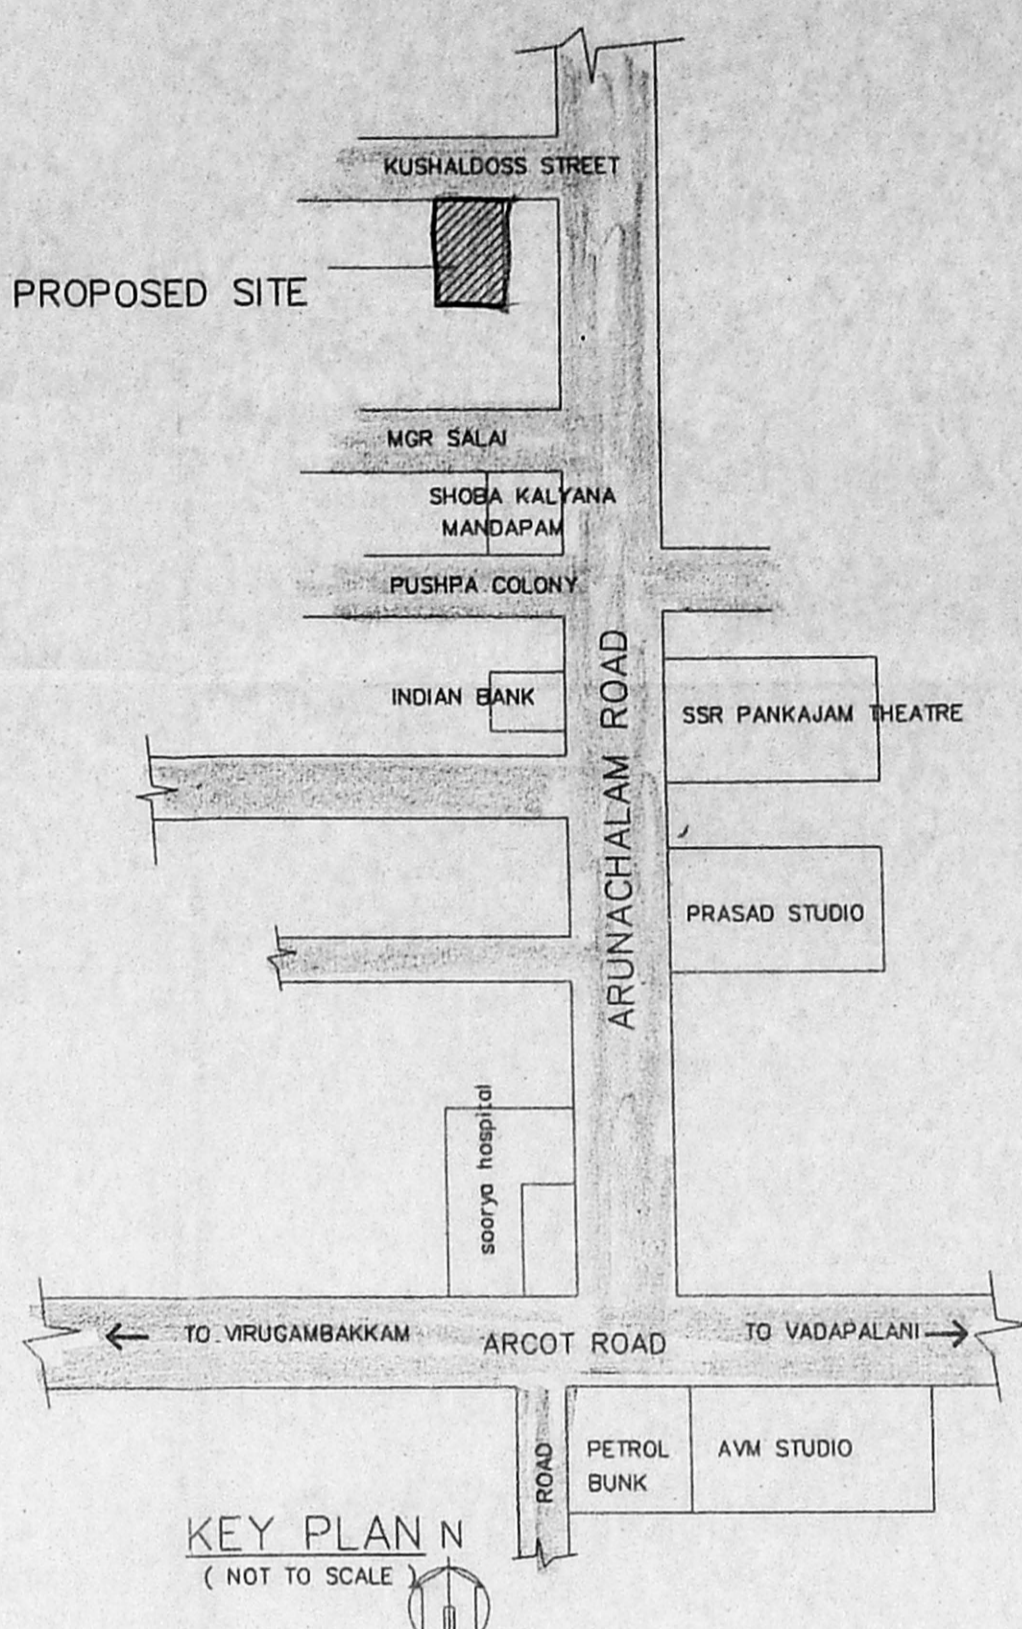 KUSHALDOSS STREET
PROPOSED SITE
MGR SALAI
SHOBA KALYANA
MANDAPAM
PUSHPA COLONY
INDIAN BANK
SSR PANKAJAM THEATRE
ARUNACHALAM ROAD
PRASAD STUDIO
soorya hospital
TO VIRUGAMBAKKAM
ARCOT ROAD
TO VADAPALANI
ROAD
PETROL
BUNK
AVM STUDIO
KEY PLAN
N
( NOT TO SCALE )